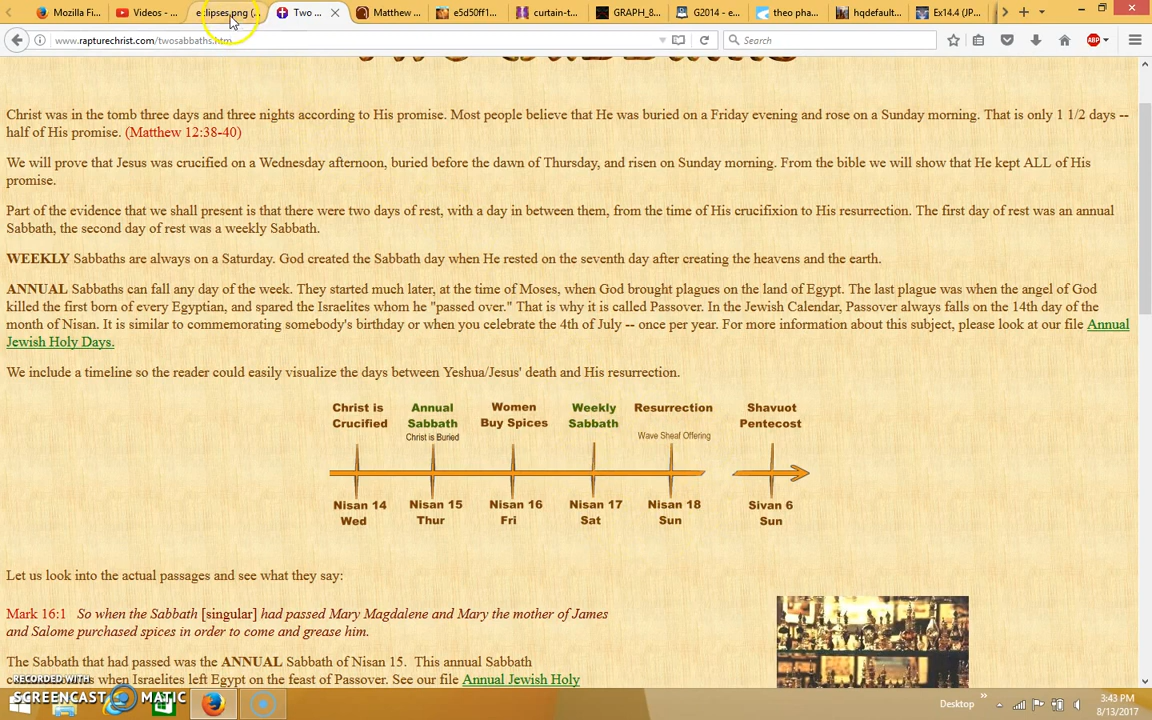 Mozilla Fi...
Videos - ...
eclipses.png (...
Two ...
Matthew ...
e5d50ff1...
curtain-t...
GRAPH_8...
G2014 - e...
theo pha...
hqdefault...
Ex14.4 (JP...
www.rapturechrist.com/twosabbaths.htm
Search
ABP
Christ was in the tomb three days and three nights according to His promise. Most people believe that He was buried on a Friday evening and rose on a Sunday morning. That is only 1 1/2 days --
half of His promise. (Matthew 12:38-40)
We will prove that Jesus was crucified on a Wednesday afternoon, buried before the dawn of Thursday, and risen on Sunday morning. From the bible we will show that He kept ALL of His
promise.
Part of the evidence that we shall present is that there were two days of rest, with a day in between them, from the time of His crucifixion to His resurrection. The first day of rest was an annual
Sabbath, the second day of rest was a weekly Sabbath.
WEEKLY Sabbaths are always on a Saturday. God created the Sabbath day when He rested on the seventh day after creating the heavens and the earth.
ANNUAL Sabbaths can fall any day of the week. They started much later, at the time of Moses, when God brought plagues on the land of Egypt. The last plague was when the angel of God
killed the first born of every Egyptian, and spared the Israelites whom he "passed over." That is why it is called Passover. In the Jewish Calendar, Passover always falls on the 14th day of the
month of Nisan. It is similar to commemorating somebody's birthday or when you celebrate the 4th of July -- once per year. For more information about this subject, please look at our file Annual
Jewish Holy Days.
We include a timeline so the reader could easily visualize the days between Yeshua/Jesus' death and His resurrection.
Christ is Annual Women Weekly Resurrection Shavuot
Crucified Sabbath Buy Spices Sabbath Pentecost
Christ is Buried Wave Sheaf Offering
Nisan 14 Nisan 15 Nisan 16 Nisan 17 Nisan 18 Sivan 6
Wed Thur Fri Sat Sun Sun
Let us look into the actual passages and see what they say:
Mark 16:1 So when the Sabbath [singular] had passed Mary Magdalene and Mary the mother of James
and Salome purchased spices in order to come and grease him.
The Sabbath that had passed was the ANNUAL Sabbath of Nisan 15. This annual Sabbath
when Israelites left Egypt on the feast of Passover. See our file Annual Jewish Holy
RECORDED WITH
SCREENCAST MATIC
Desktop
3:43 PM
8/13/2017